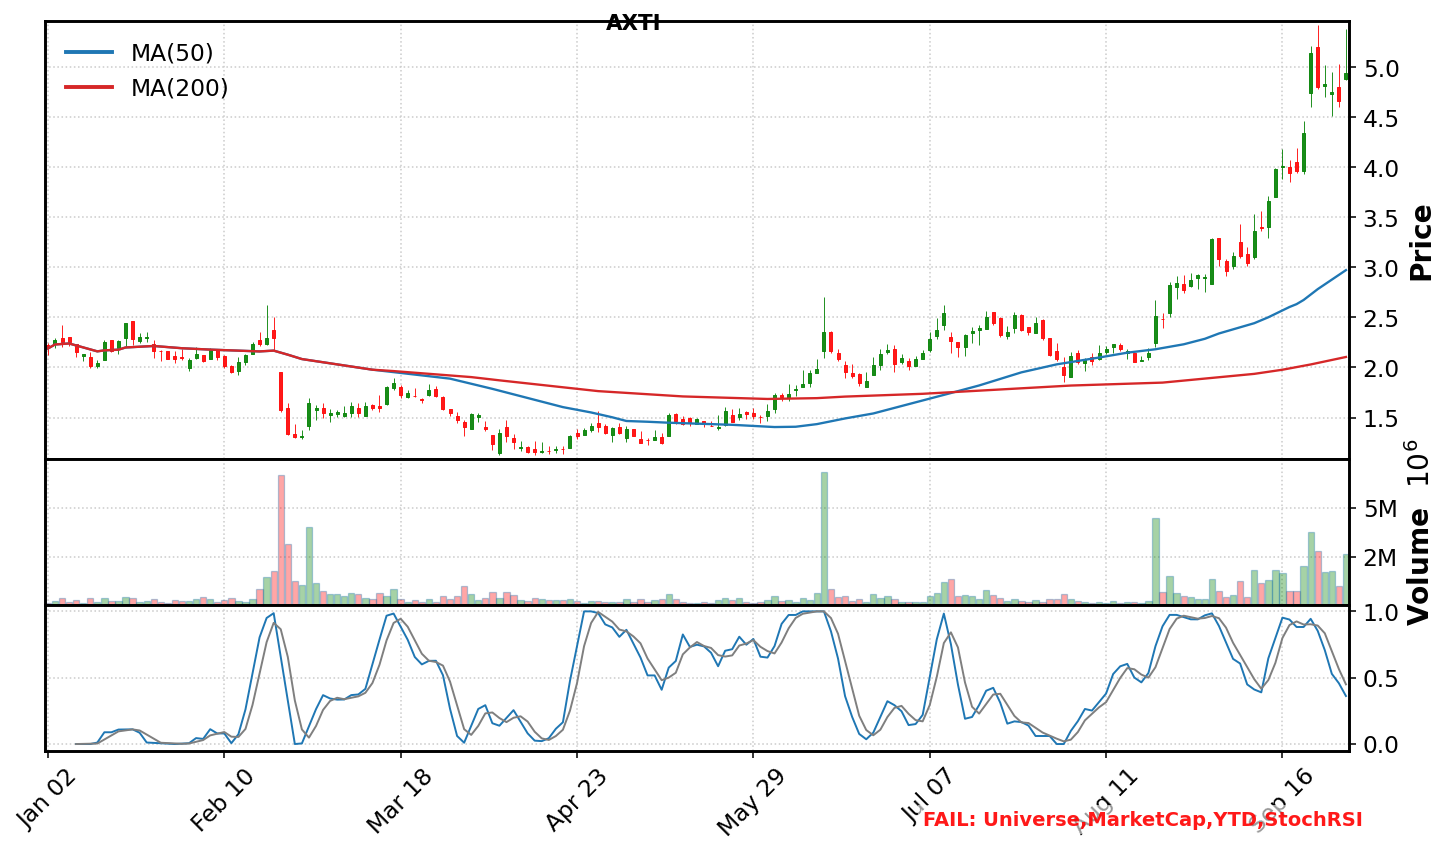 AXTI
MA(50)
MA(200)
5.0
4.5
4.0
3.5
3.0
2.5
2.0
1.5
Price
5M
2M
Volume 10⁶
1.0
0.5
0.0
Jan 02
Feb 10
Mar 18
Apr 23
May 29
Jul 07
Aug 11
Sep 16
FAIL: Universe,MarketCap,YTD,StochRSI